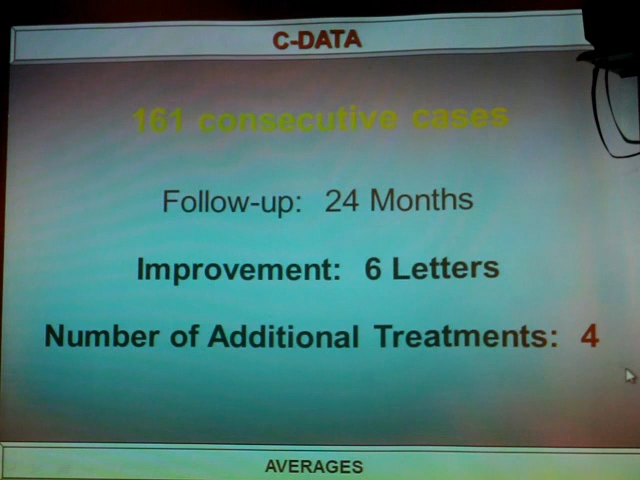 C-DATA
161 consecutive cases
Follow-up: 24 Months
Improvement: 6 Letters
Number of Additional Treatments: 4
AVERAGES